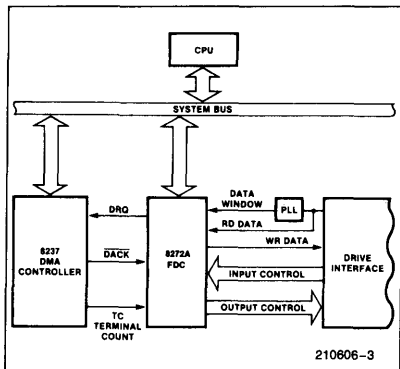 CPU
SYSTEM BUS
8237
DMA
CONTROLLER
DRQ
DACK
TC
TERMINAL
COUNT
8272A
FDC
DATA
WINDOW
PLL
RD DATA
WR DATA
INPUT CONTROL
OUTPUT CONTROL
DRIVE
INTERFACE
210606-3